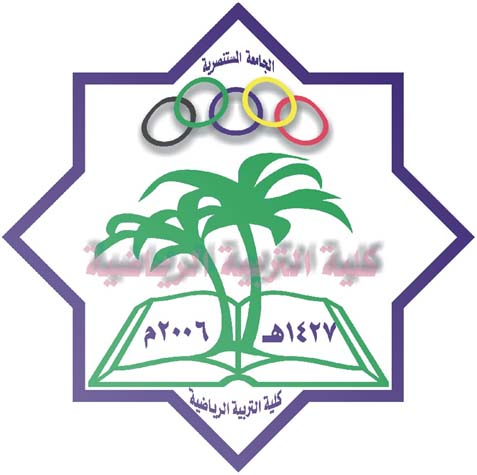 الجامعة المستنصرية
كلية التربية الرياضية
١٤٢٧هـ ٢٠٠٦م
كلية التربية الرياضية